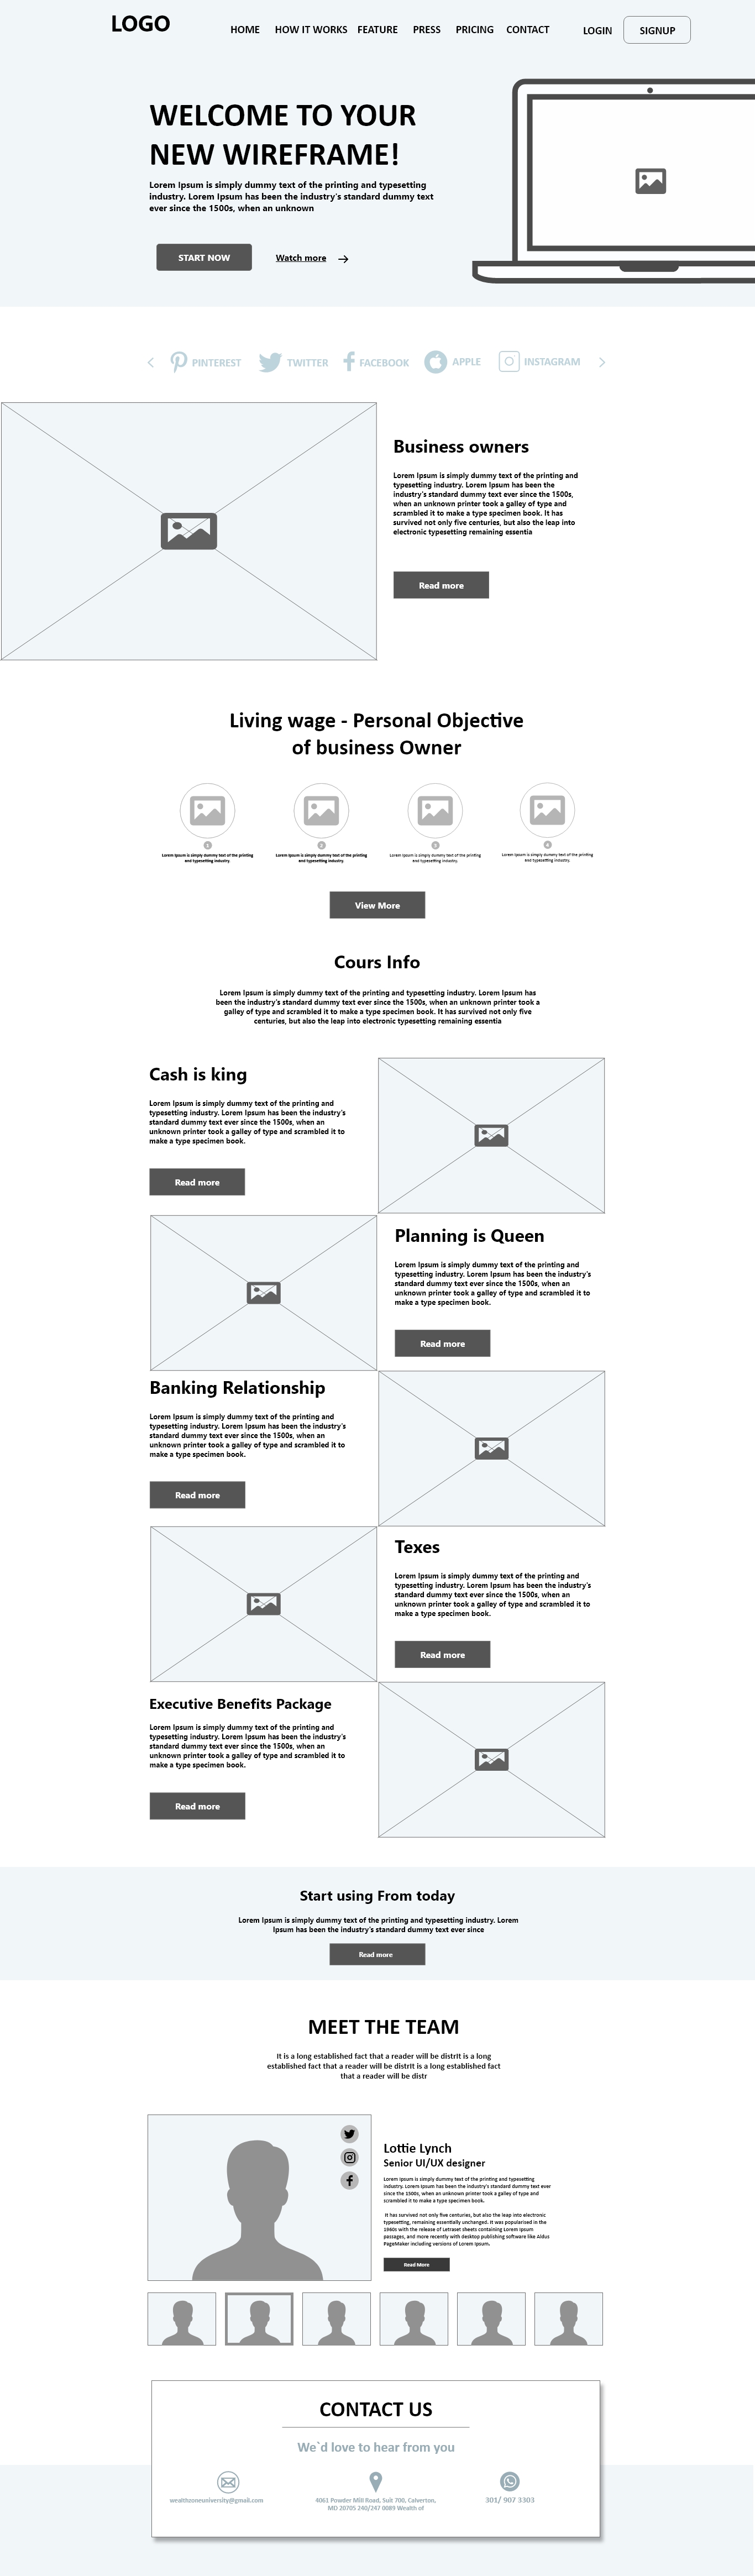 LOGO
HOME HOW IT WORKS FEATURE PRESS PRICING CONTACT LOGIN SIGNUP
WELCOME TO YOUR
NEW WIREFRAME!
Lorem Ipsum is simply dummy text of the printing and typesetting
industry. Lorem Ipsum has been the industry's standard dummy text
ever since the 1500s, when an unknown
START NOW Watch more
PINTEREST TWITTER FACEBOOK APPLE INSTAGRAM
Business owners
Lorem Ipsum is simply dummy text of the printing and
typesetting industry. Lorem Ipsum has been the
industry's standard dummy text ever since the 1500s,
when an unknown printer took a galley of type and
scrambled it to make a type specimen book. It has
survived not only five centuries, but also the leap into
electronic typesetting remaining essentia
Read more
Living wage - Personal Objective
of business Owner
1
Lorem Ipsum is simply dummy text of the printing
and typesetting industry.
2
Lorem Ipsum is simply dummy text of the printing
and typesetting industry.
3
Lorem Ipsum is simply dummy text of the printing
and typesetting industry.
4
Lorem Ipsum is simply dummy text of the printing
and typesetting industry.
View More
Cours Info
Lorem Ipsum is simply dummy text of the printing and typesetting industry. Lorem Ipsum has
been the industry's standard dummy text ever since the 1500s, when an unknown printer took a
galley of type and scrambled it to make a type specimen book. It has survived not only five
centuries, but also the leap into electronic typesetting remaining essentia
Cash is king
Lorem Ipsum is simply dummy text of the printing and
typesetting industry. Lorem Ipsum has been the industry's
standard dummy text ever since the 1500s, when an
unknown printer took a galley of type and scrambled it to
make a type specimen book.
Read more
Planning is Queen
Lorem Ipsum is simply dummy text of the printing and
typesetting industry. Lorem Ipsum has been the industry's
standard dummy text ever since the 1500s, when an
unknown printer took a galley of type and scrambled it to
make a type specimen book.
Read more
Banking Relationship
Lorem Ipsum is simply dummy text of the printing and
typesetting industry. Lorem Ipsum has been the industry's
standard dummy text ever since the 1500s, when an
unknown printer took a galley of type and scrambled it to
make a type specimen book.
Read more
Texes
Lorem Ipsum is simply dummy text of the printing and
typesetting industry. Lorem Ipsum has been the industry's
standard dummy text ever since the 1500s, when an
unknown printer took a galley of type and scrambled it to
make a type specimen book.
Read more
Executive Benefits Package
Lorem Ipsum is simply dummy text of the printing and
typesetting industry. Lorem Ipsum has been the industry's
standard dummy text ever since the 1500s, when an
unknown printer took a galley of type and scrambled it to
make a type specimen book.
Read more
Start using From today
Lorem Ipsum is simply dummy text of the printing and typesetting industry. Lorem
Ipsum has been the industry's standard dummy text ever since
Read more
MEET THE TEAM
It is a long established fact that a reader will be distrIt is a long
established fact that a reader will be distrIt is a long established fact
that a reader will be distr
Lottie Lynch
Senior UI/UX designer
Lorem Ipsum is simply dummy text of the printing and typesetting
industry. Lorem Ipsum has been the industry's standard dummy text ever
since the 1500s, when an unknown printer took a galley of type and
scrambled it to make a type specimen book.
It has survived not only five centuries, but also the leap into electronic
typesetting, remaining essentially unchanged. It was popularised in the
1960s with the release of Letraset sheets containing Lorem Ipsum
passages, and more recently with desktop publishing software like Aldus
PageMaker including versions of Lorem Ipsum.
Read More
CONTACT US
We`d love to hear from you
wealthzonesuniversity@gmail.com
4061 Powder Mill Road, Suit 700, Calverton,
MD 20705 240/247 0089 Wealth of
301/ 907 3303